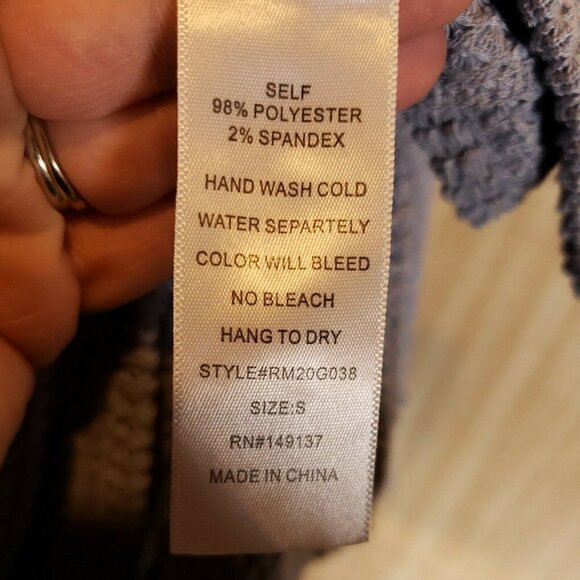 SELF
98% POLYESTER
2% SPANDEX
HAND WASH COLD
WATER SEPARTELY
COLOR WILL BLEED
NO BLEACH
HANG TO DRY
STYLE#RM20G038
SIZE:S
RN#149137
MADE IN CHINA